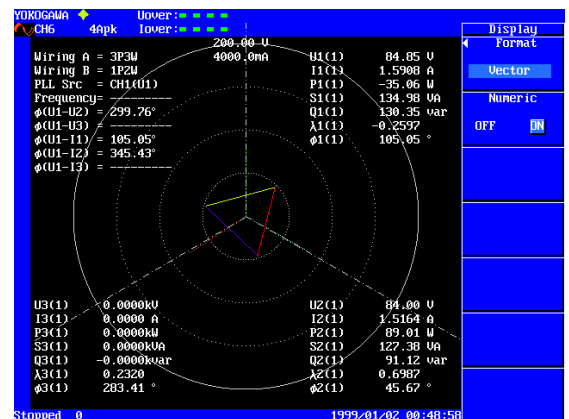 YOKOGAWA Uover:
CH6 4Apk Iover:
Display
Format
Vector
Numeric
OFF ON
200.00 V
4000.0mA
Wiring A = 3P3W
Wiring B = 1P2W
PLL Src = CH1(U1)
Frequency= ---------
φ(U1-U2) = 299.76°
φ(U1-U3) = ---------
φ(U1-I1) = 105.05°
φ(U1-I2) = 345.43°
φ(U1-I3) = ---------
U1(1) 84.85 V
I1(1) 1.5908 A
P1(1) -35.06 W
S1(1) 134.98 VA
Q1(1) 130.35 var
λ1(1) -0.2597
φ1(1) 105.05 °
U3(1) 0.0000kV
I3(1) 0.0000 A
P3(1) 0.0000kW
S3(1) 0.0000kVA
Q3(1) -0.0000kvar
λ3(1) 0.2320
φ3(1) 283.41 °
U2(1) 84.00 V
I2(1) 1.5164 A
P2(1) 89.01 W
S2(1) 127.38 VA
Q2(1) 91.12 var
λ2(1) 0.6987
φ2(1) 45.67 °
Stopped 0 1999/01/02 00:48:58